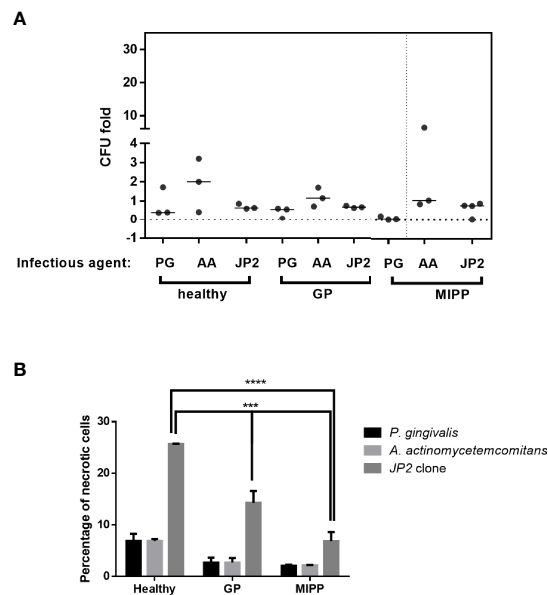 A
CFU fold
30
20
10
4
3
2
1
0
-1
Infectious agent: PG AA JP2 PG AA JP2 PG AA JP2
healthy GP MIPP
B
****
***
Percentage of necrotic cells
30
20
10
0
Healthy GP MIPP
P. gingivalis
A. actinomycetemcomitans
JP2 clone